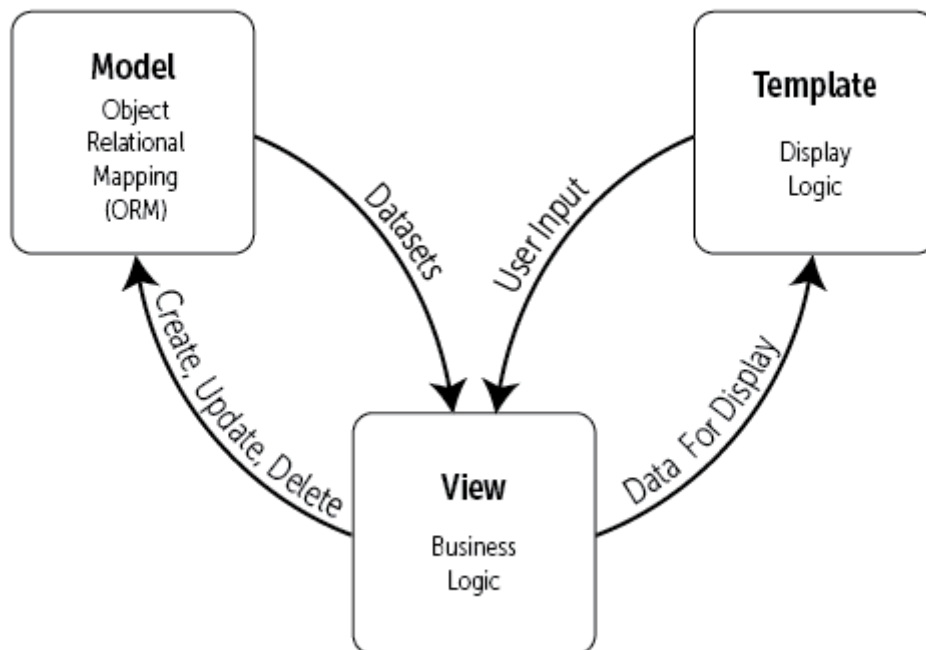 Model
Object
Relational
Mapping
(ORM)
Template
Display
Logic
Datasets
User Input
Create, Update, Delete
Data For Display
View
Business
Logic